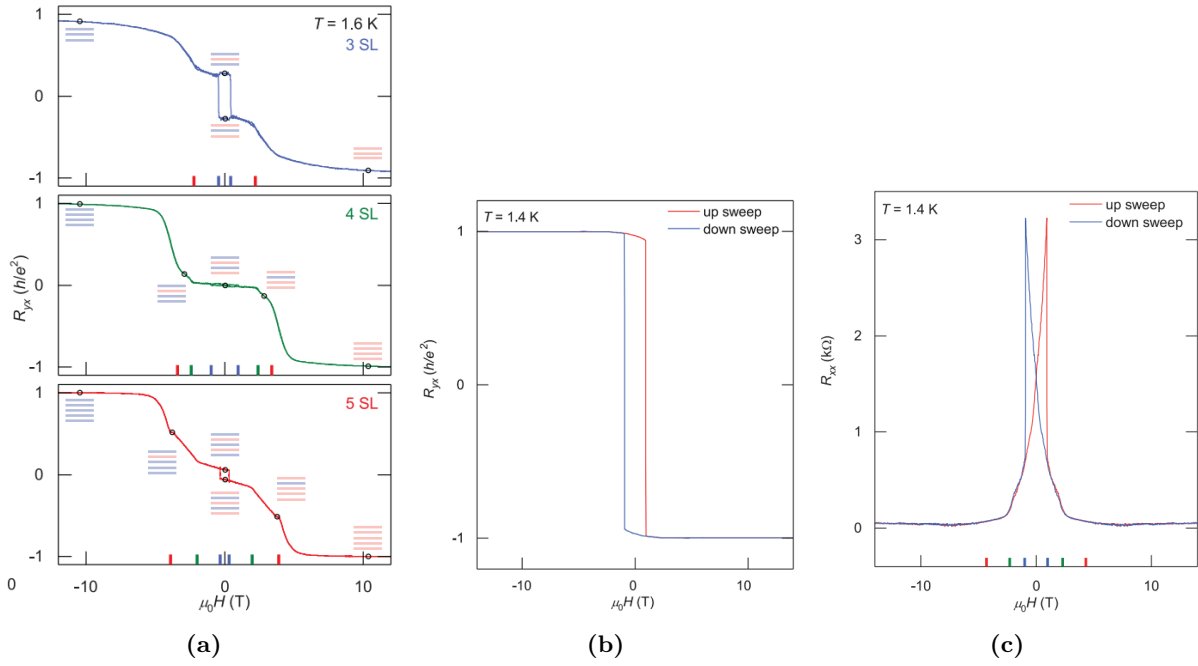 T = 1.6 K
3 SL
1
0
-1
4 SL
1
0
-1
5 SL
1
0
-1
R_yx (h/e²)
0
-10
0
10
μ₀H (T)
(a)
T = 1.4 K
up sweep
down sweep
1
0
-1
R_yx (h/e²)
-10
0
10
μ₀H (T)
(b)
T = 1.4 K
up sweep
down sweep
3
2
1
0
R_xx (kΩ)
-10
0
10
μ₀H (T)
(c)